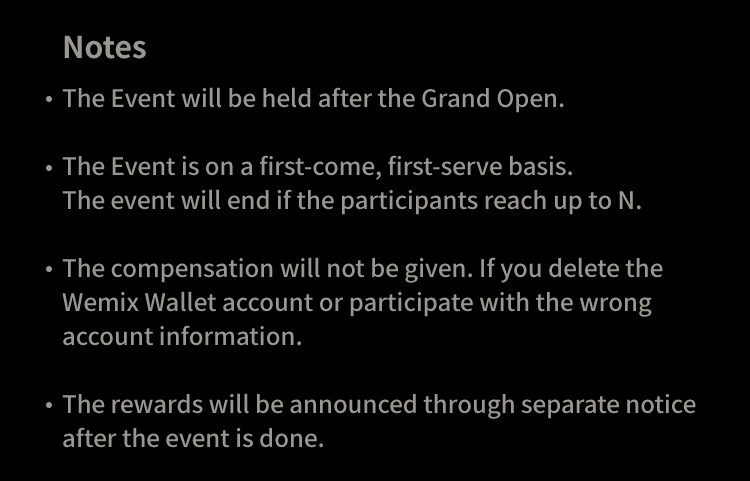 Notes
• The Event will be held after the Grand Open.
• The Event is on a first-come, first-serve basis.
The event will end if the participants reach up to N.
• The compensation will not be given. If you delete the
Wemix Wallet account or participate with the wrong
account information.
• The rewards will be announced through separate notice
after the event is done.